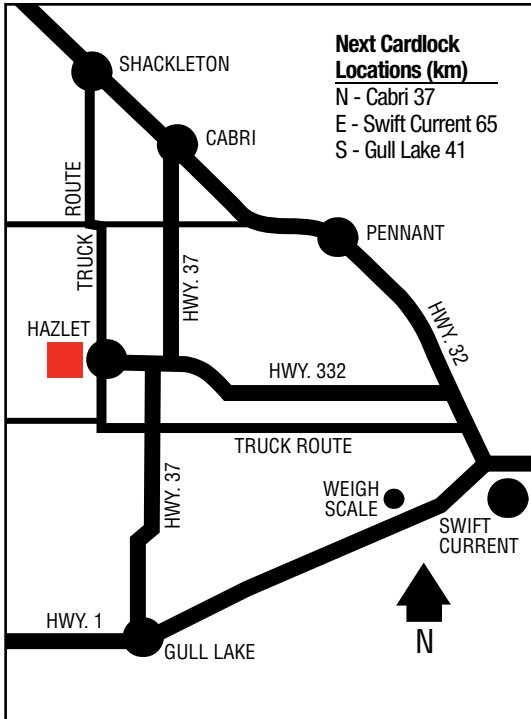 Next Cardlock
Locations (km)
N - Cabri 37
E - Swift Current 65
S - Gull Lake 41
SHACKLETON
CABRI
ROUTE
TRUCK
PENNANT
HWY. 37
HWY. 32
HAZLET
HWY. 332
TRUCK ROUTE
HWY. 37
WEIGH
SCALE
SWIFT
CURRENT
HWY. 1
GULL LAKE
N